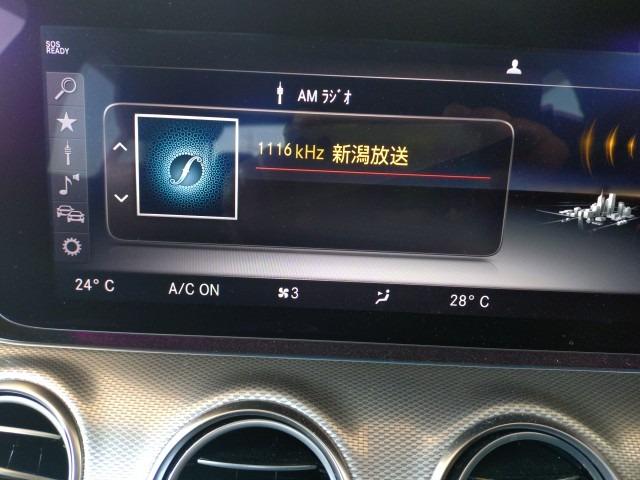 SOS
READY
AM ﾗｼﾞｵ
1116 kHz 新潟放送
24° C A/C ON 3 28° C